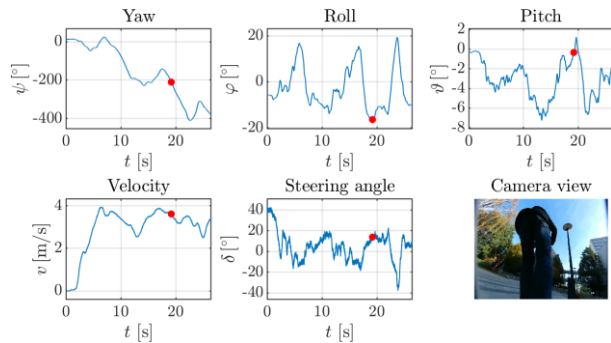 Yaw Roll Pitch
ψ [°]
0
-200
-400
0 10 20
t [s]
φ [°]
20
0
-20
0 10 20
t [s]
ϑ [°]
2
0
-2
-4
-6
-8
0 10 20
t [s]
Velocity Steering angle Camera view
v [m/s]
4
2
0
0 10 20
t [s]
δ [°]
40
20
0
-20
-40
0 10 20
t [s]